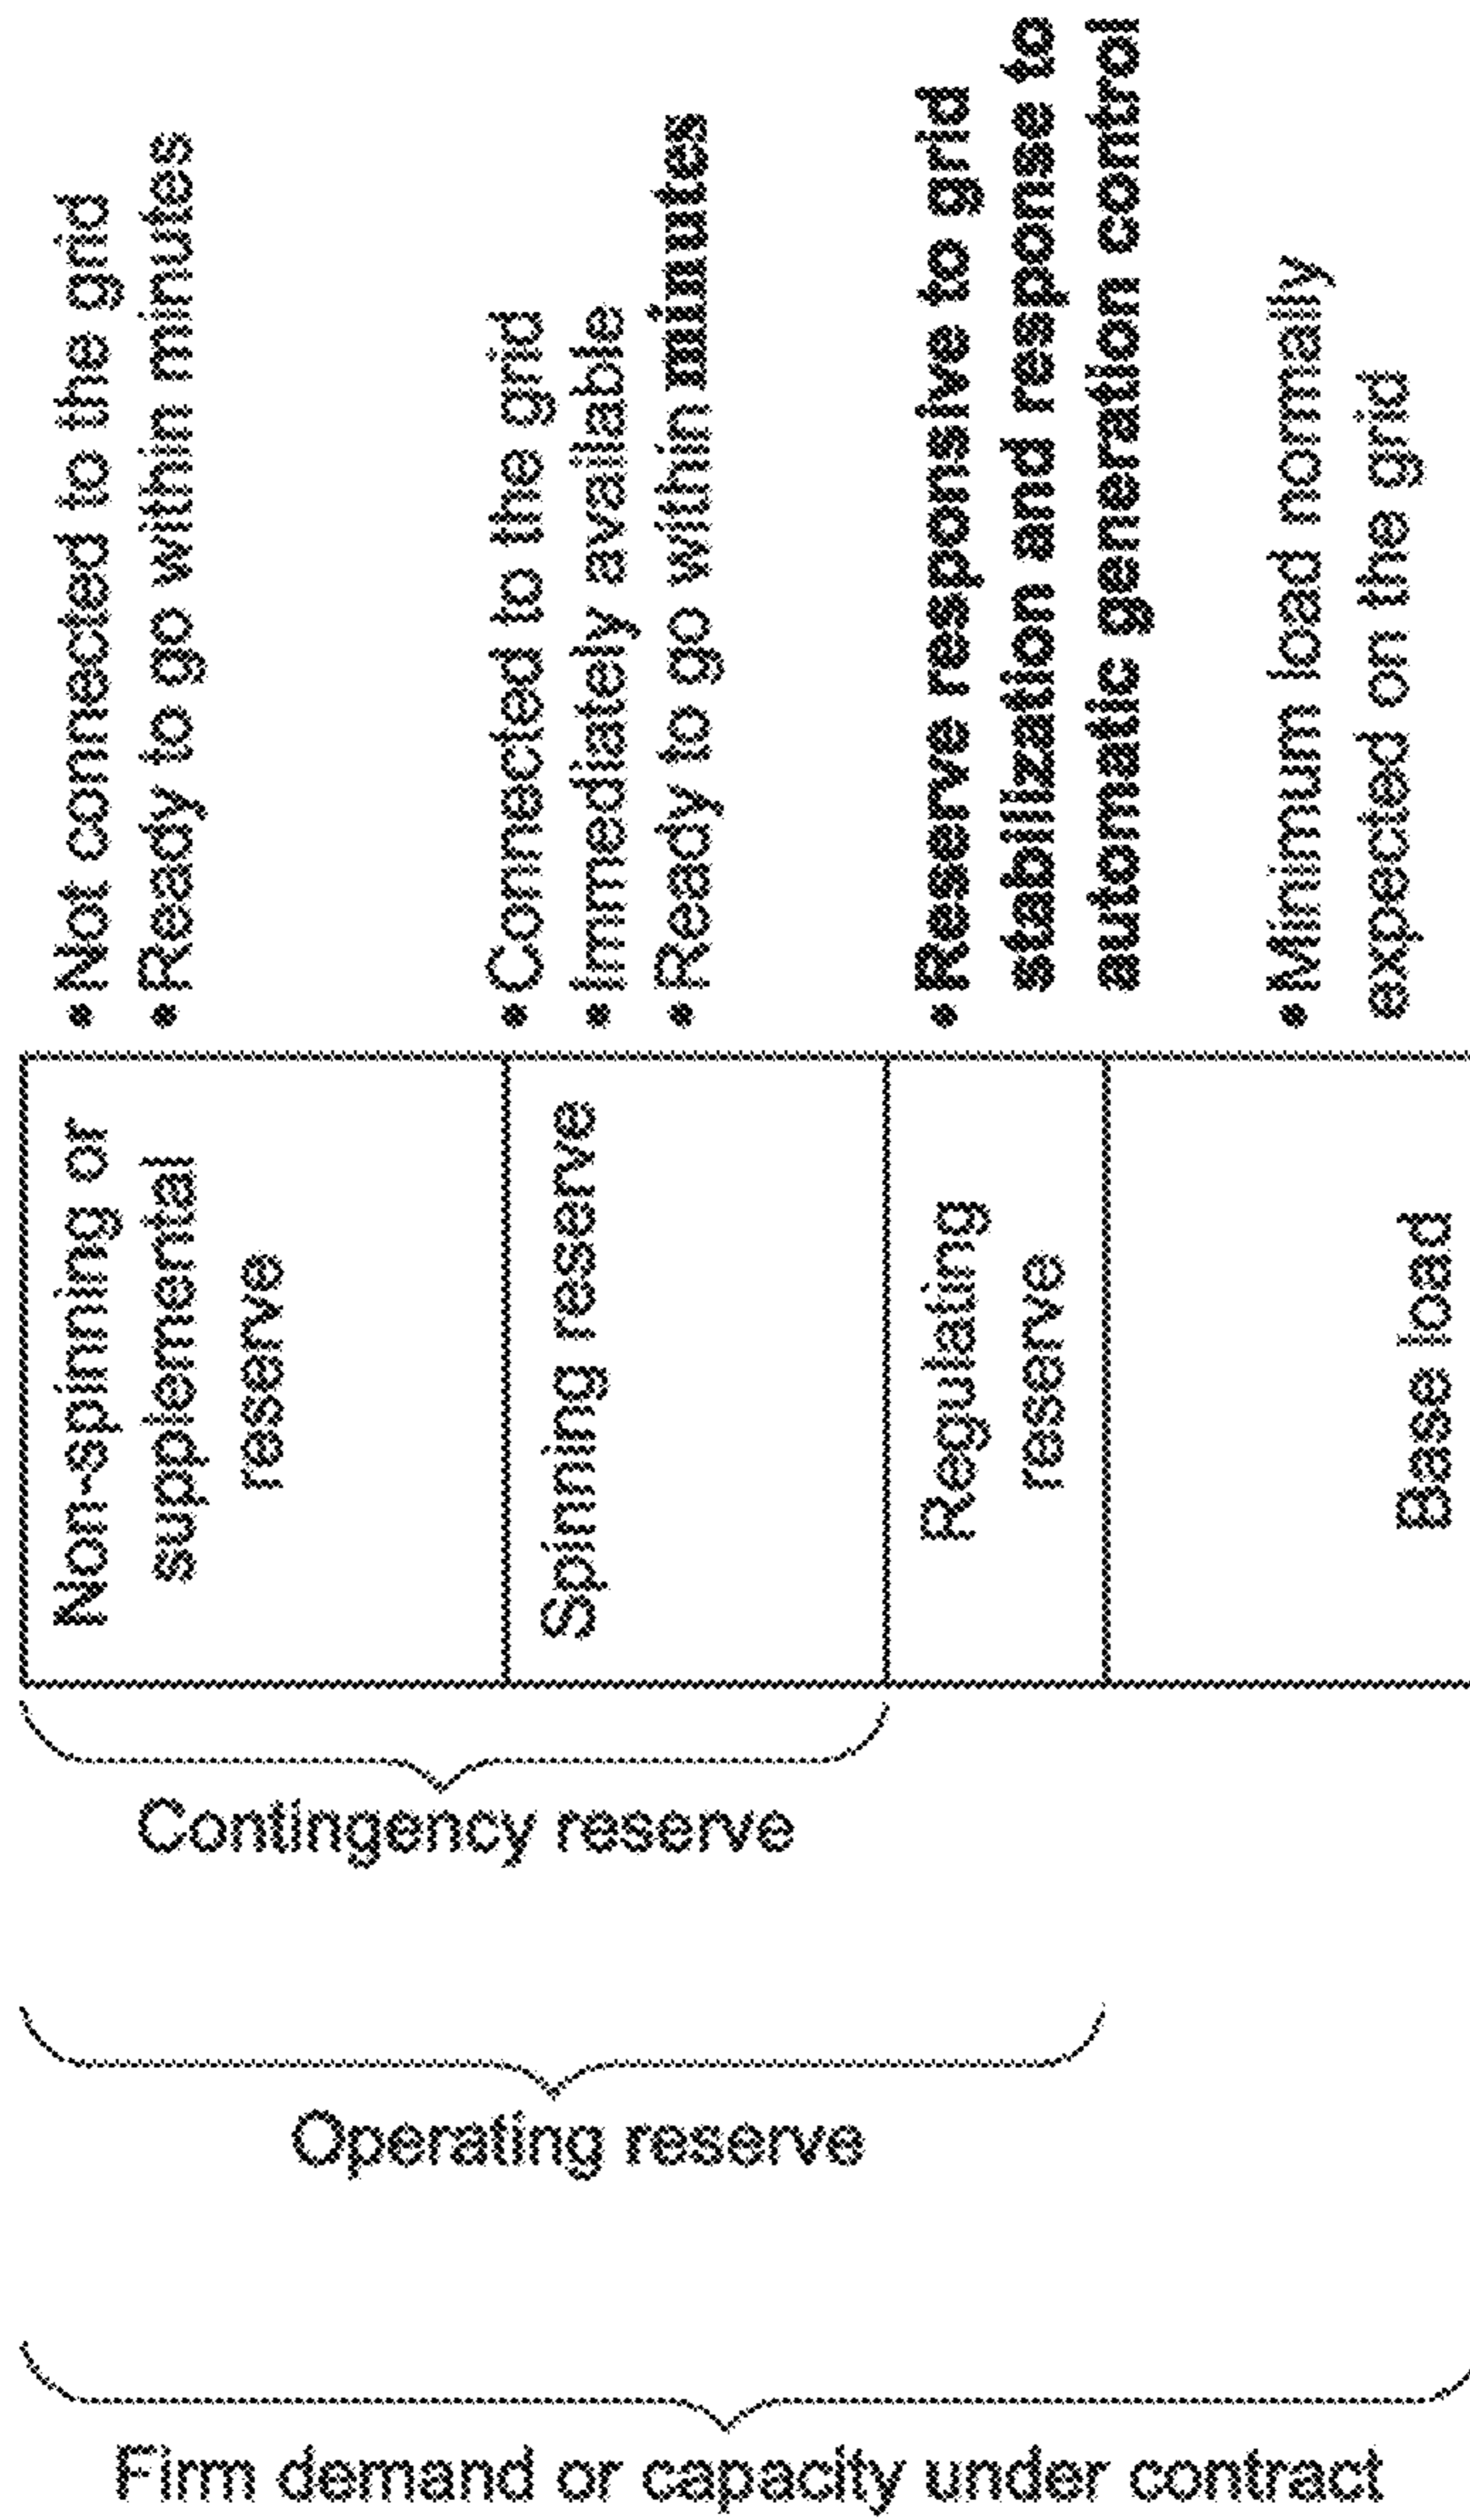 Non-spinning or
supplemental
reserve
• Not connected to the grid
• Ready to go within minutes
Spinning reserve
• Connected to the grid
• Immediately available
• Ready to go within minutes
Regulating
reserve
• Reserve responsive to grid
stabilization and response to
automatic generation control
Base load
• Minimum load normally
expected on the grid
Contingency reserve
Operating reserve
Firm demand or capacity under contract